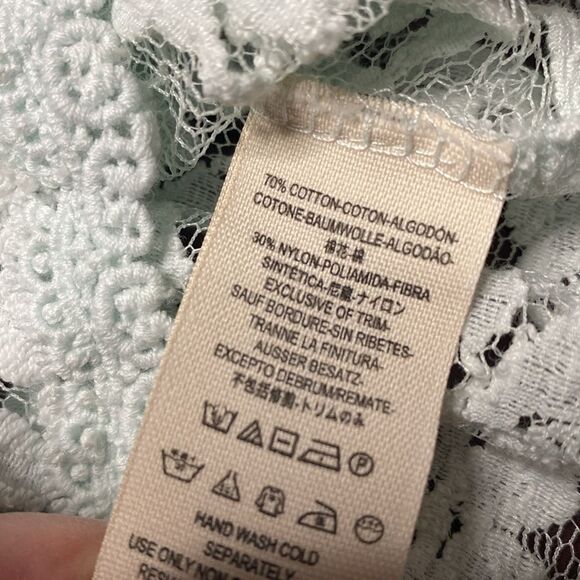 70% COTTON-COTON-ALGODÓN-
COTONE-BAUMWOLLE-ALGODÃO-
棉花-綿
30% NYLON-POLIAMIDA-FIBRA
SINTÉTICA-尼龍-ナイロン
EXCLUSIVE OF TRIM-
SAUF BORDURE-SIN RIBETES-
TRANNE LA FINITURA-
AUSSER BESATZ-
EXCEPTO DEBRUM/REMATE-
不包括修飾-トリムのみ
HAND WASH COLD
SEPARATELY
USE ONLY NON